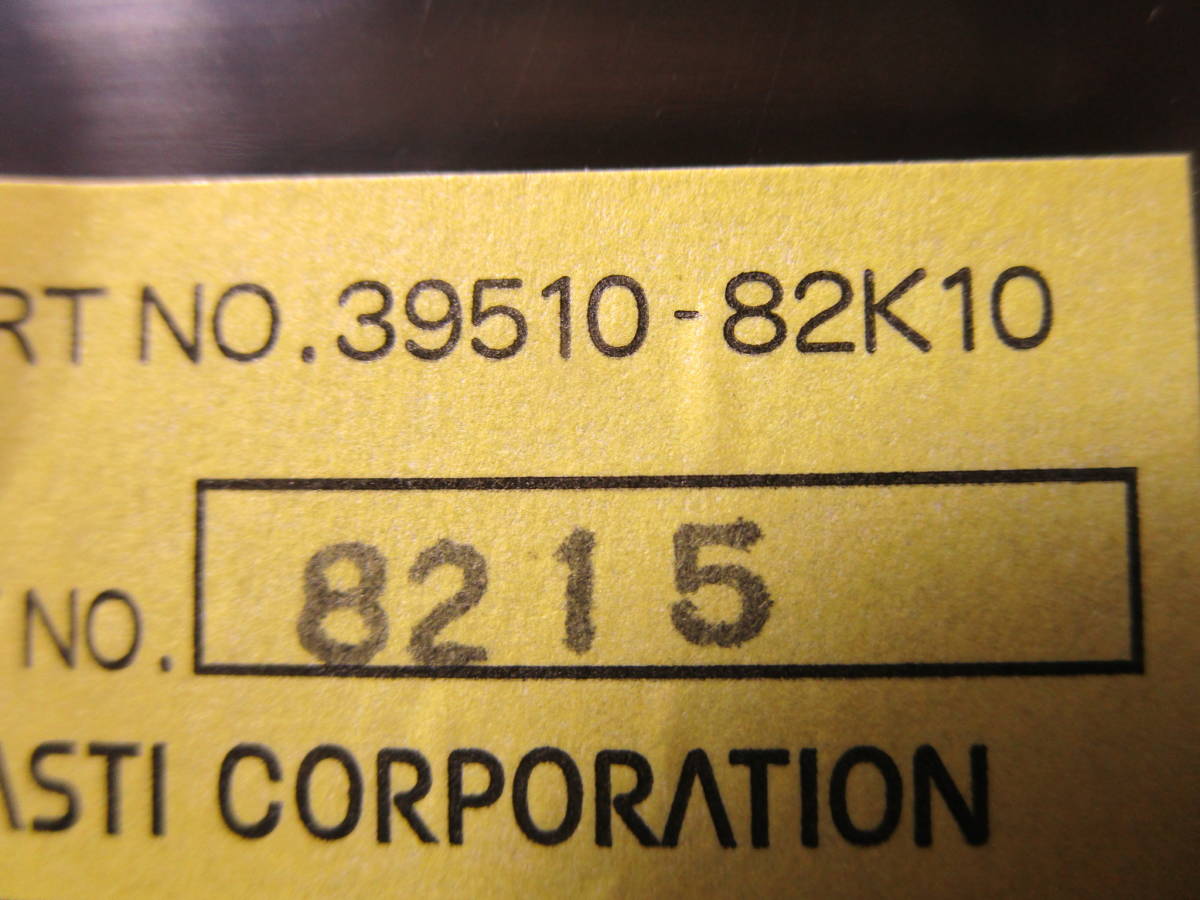 RT NO.39510-82K10
8215
NO.
ASTI CORPORATION